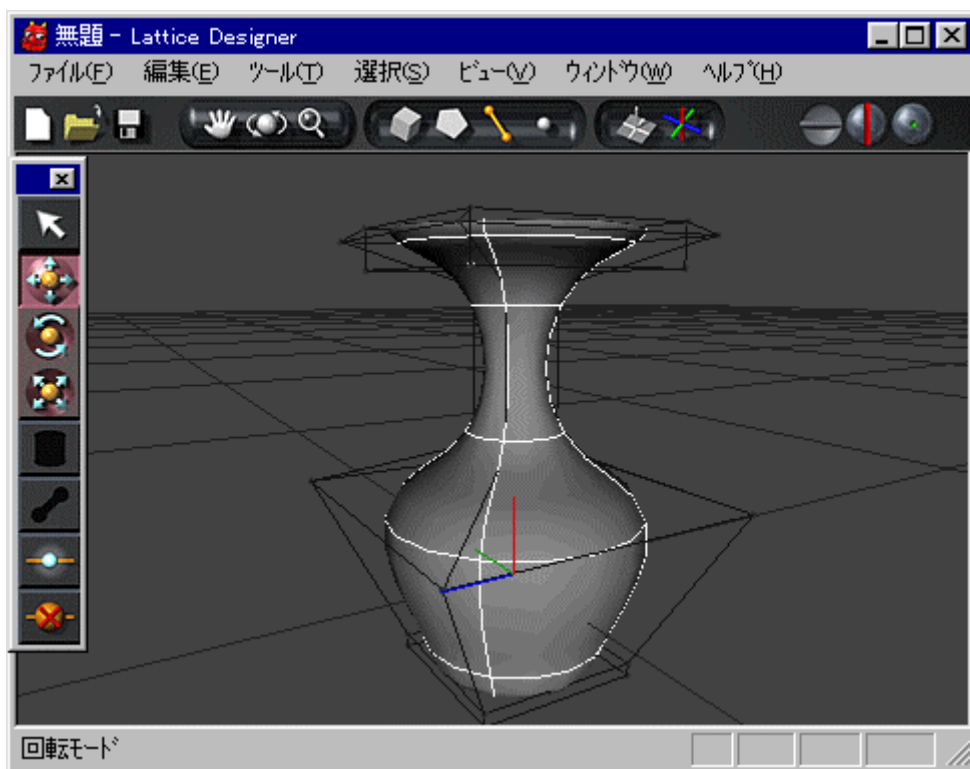 無題 - Lattice Designer
ファイル(F) 編集(E) ツール(T) 選択(S) ビュー(V) ウィンドウ(W) ヘルプ(H)
回転モード